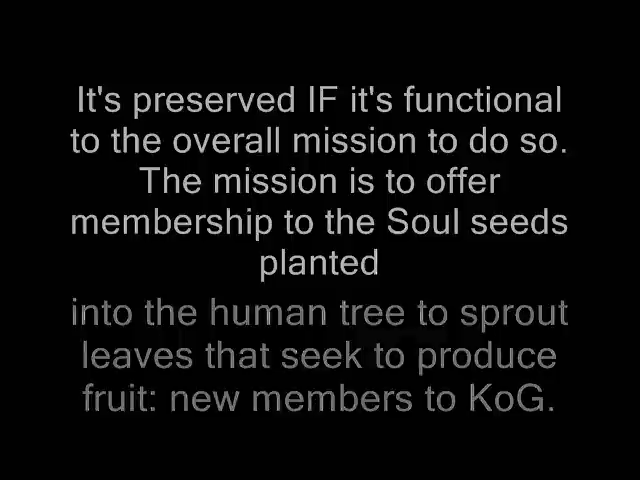 It's preserved IF it's functional
to the overall mission to do so.
The mission is to offer
membership to the Soul seeds
planted
into the human tree to sprout
leaves that seek to produce
fruit: new members to KoG.